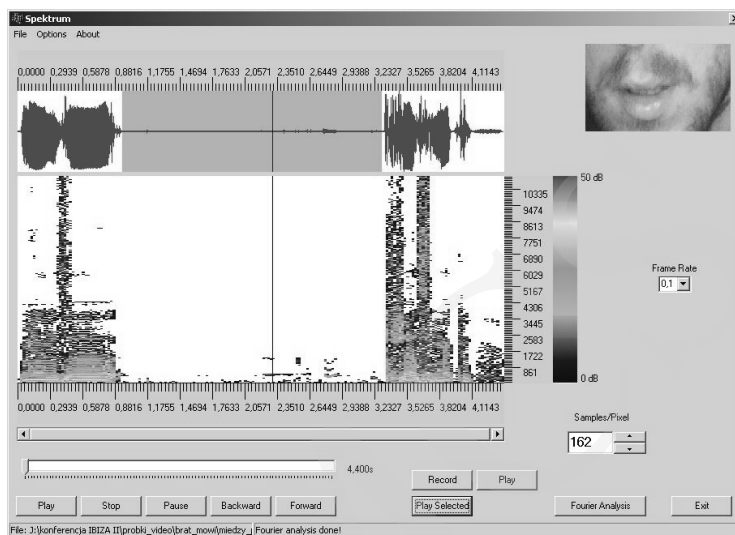 Spektrum
File Options About
0,0000 0,2939 0,5878 0,8816 1,1755 1,4694 1,7633 2,0571 2,3510 2,6449 2,9388 3,2327 3,5265 3,8204 4,1143
50 dB
10335
9474
8613
7751
6890
6029
5167
4306
3445
2583
1722
861
0 dB
Frame Rate
0,1
0,0000 0,2939 0,5878 0,8816 1,1755 1,4694 1,7633 2,0571 2,3510 2,6449 2,9388 3,2327 3,5265 3,8204 4,1143
Samples/Pixel
162
4,400s
Record Play
Play Stop Pause Backward Forward Play Selected Fourier Analysis Exit
File: J:\konferencja IBIZA II\probki_video\brat_mowi\miedzy_j Fourier analysis done!